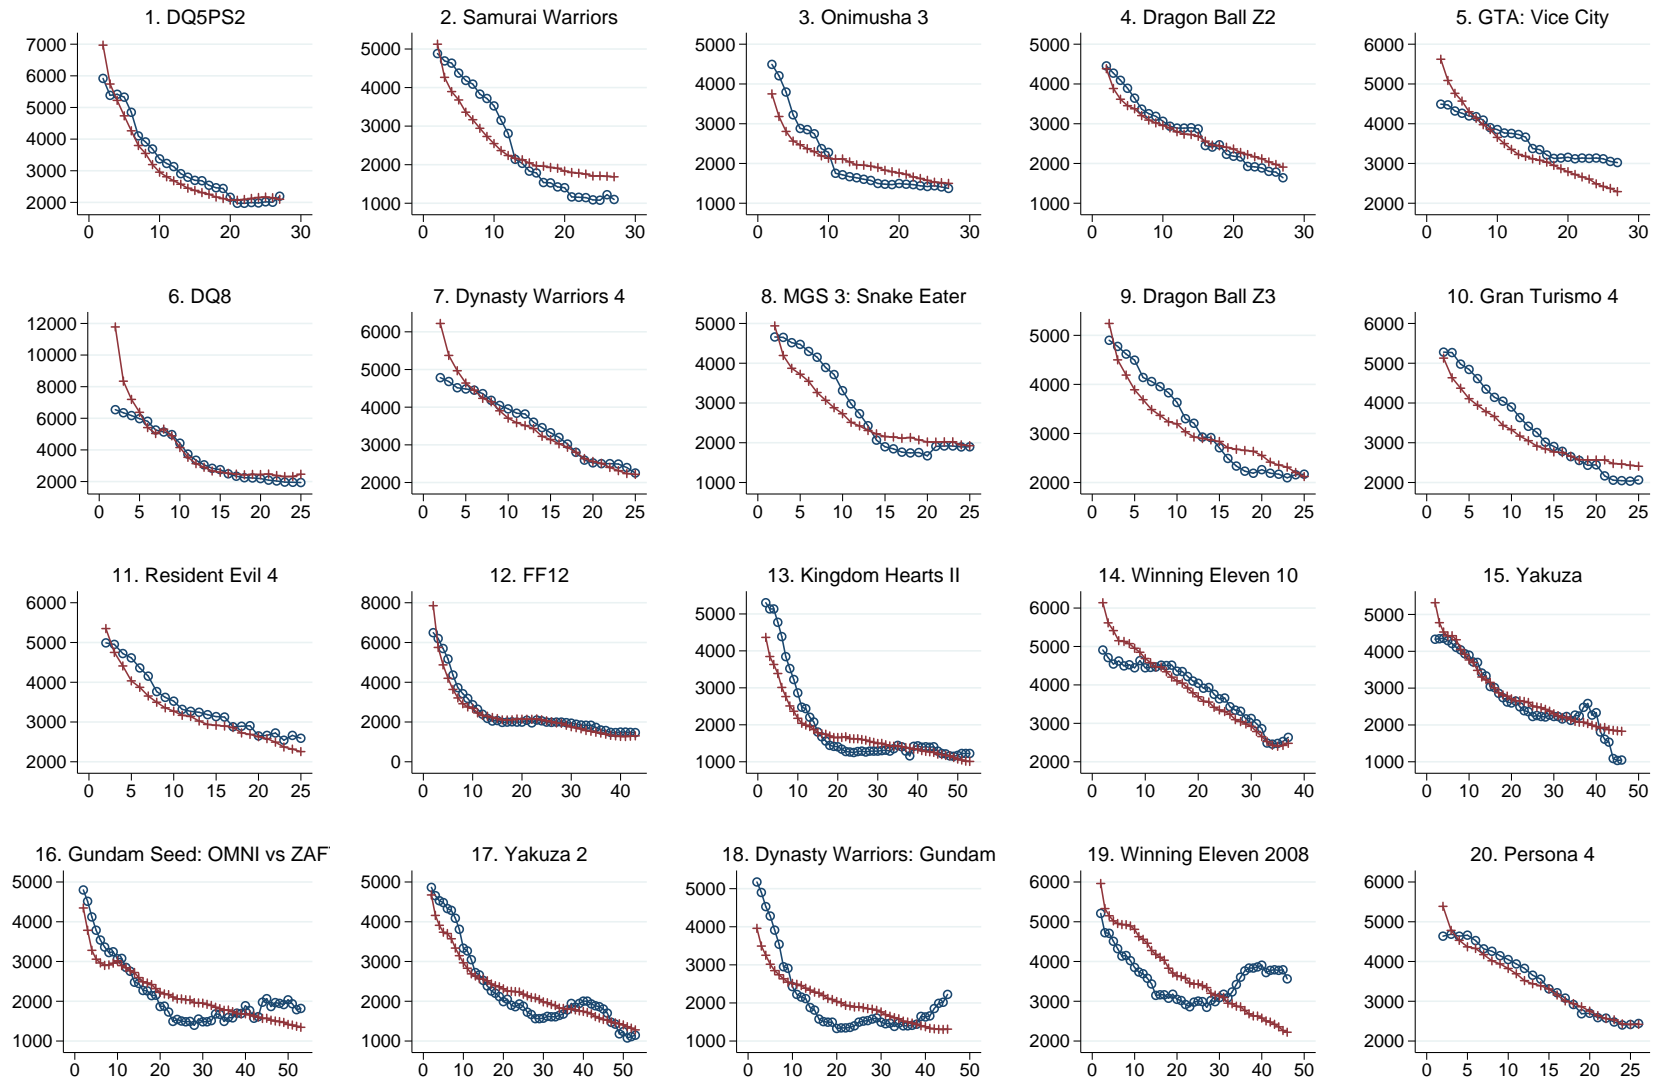 1. DQ5PS2
2. Samurai Warriors
3. Onimusha 3
4. Dragon Ball Z2
5. GTA: Vice City
7000
6000
5000
4000
3000
2000
0 10 20 30
5000
4000
3000
2000
1000
0 10 20 30
5000
4000
3000
2000
1000
0 10 20 30
5000
4000
3000
2000
1000
0 10 20 30
6000
5000
4000
3000
2000
0 10 20 30
6. DQ8
7. Dynasty Warriors 4
8. MGS 3: Snake Eater
9. Dragon Ball Z3
10. Gran Turismo 4
12000
10000
8000
6000
4000
2000
0 5 10 15 20 25
6000
5000
4000
3000
2000
0 5 10 15 20 25
5000
4000
3000
2000
1000
0 5 10 15 20 25
5000
4000
3000
2000
0 5 10 15 20 25
6000
5000
4000
3000
2000
0 5 10 15 20 25
11. Resident Evil 4
12. FF12
13. Kingdom Hearts II
14. Winning Eleven 10
15. Yakuza
6000
5000
4000
3000
2000
0 5 10 15 20 25
8000
6000
4000
2000
0
0 10 20 30 40
5000
4000
3000
2000
1000
0 10 20 30 40 50
6000
5000
4000
3000
2000
0 10 20 30 40
5000
4000
3000
2000
1000
0 10 20 30 40 50
16. Gundam Seed: OMNI vs ZAF
17. Yakuza 2
18. Dynasty Warriors: Gundam
19. Winning Eleven 2008
20. Persona 4
5000
4000
3000
2000
1000
0 10 20 30 40 50
5000
4000
3000
2000
1000
0 10 20 30 40 50
5000
4000
3000
2000
1000
0 10 20 30 40 50
6000
5000
4000
3000
2000
0 10 20 30 40 50
6000
5000
4000
3000
2000
0 5 10 15 20 25